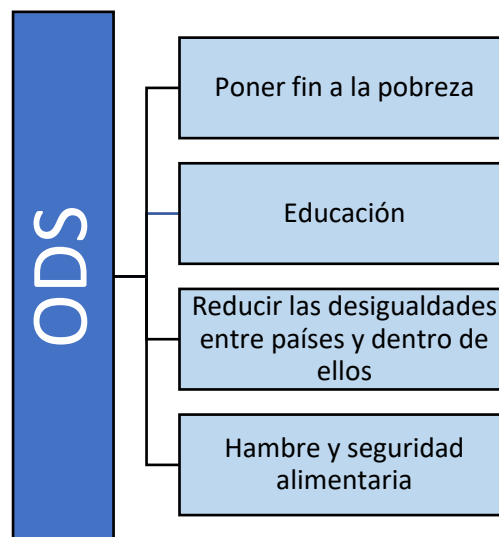 ODS
Poner fin a la pobreza
Educación
Reducir las desigualdades
entre países y dentro de
ellos
Hambre y seguridad
alimentaria